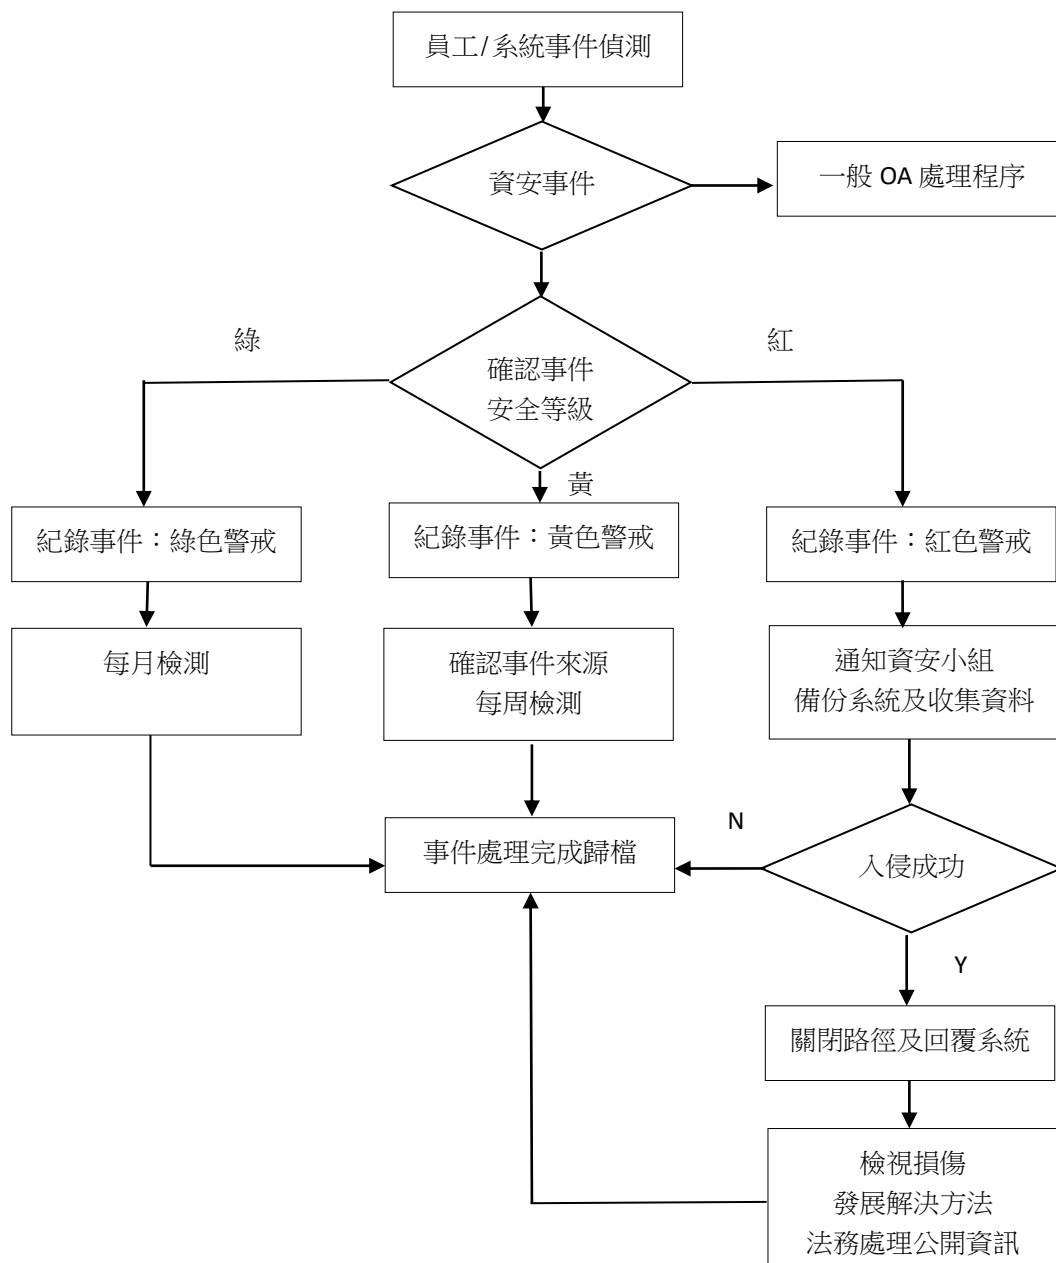 員工/系統事件偵測
資安事件
一般 OA 處理程序
綠
紅
確認事件
安全等級
黃
紀錄事件：綠色警戒
紀錄事件：黃色警戒
紀錄事件：紅色警戒
每月檢測
確認事件來源
每周檢測
通知資安小組
備份系統及收集資料
N
事件處理完成歸檔
入侵成功
Y
關閉路徑及回覆系統
檢視損傷
發展解決方法
法務處理公開資訊